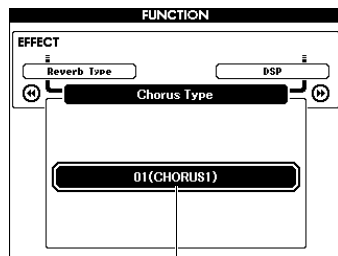 FUNCTION
EFFECT
Reverb Type
DSP
Chorus Type
01(CHORUS1)